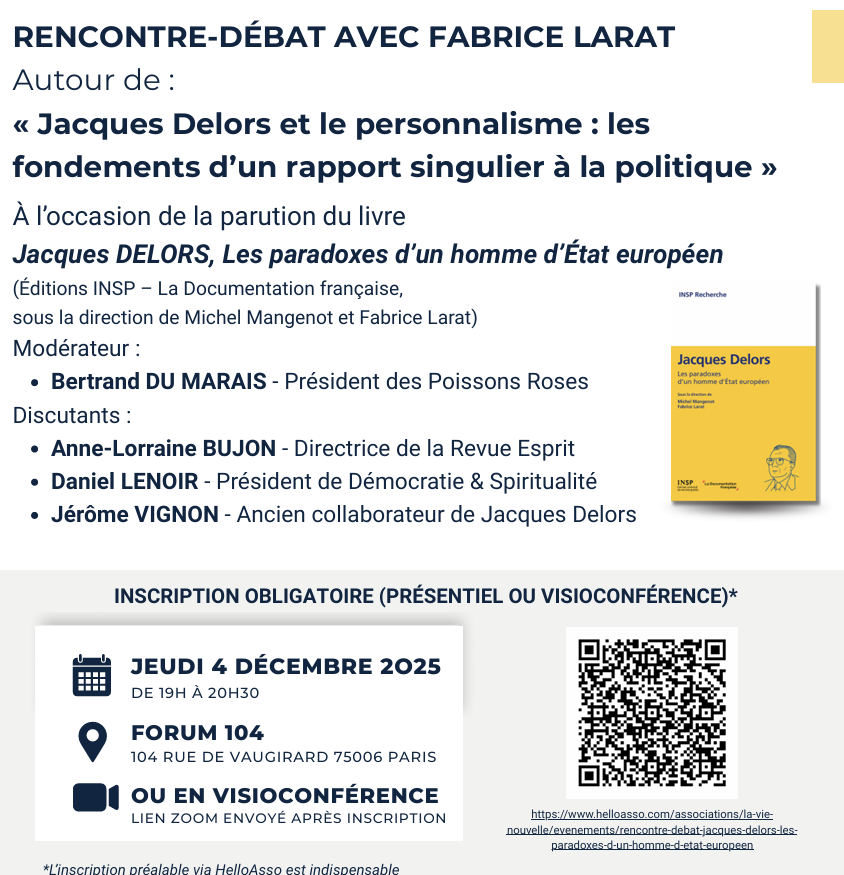 RENCONTRE-DÉBAT AVEC FABRICE LARAT
Autour de :
« Jacques Delors et le personnalisme : les
fondements d’un rapport singulier à la politique »
À l’occasion de la parution du livre
Jacques DELORS, Les paradoxes d’un homme d’État européen
(Éditions INSP – La Documentation française,
sous la direction de Michel Mangenot et Fabrice Larat)
Modérateur :
• Bertrand DU MARAIS - Président des Poissons Roses
Discutants :
• Anne-Lorraine BUJON - Directrice de la Revue Esprit
• Daniel LENOIR - Président de Démocratie & Spiritualité
• Jérôme VIGNON - Ancien collaborateur de Jacques Delors
INSP Recherche
Jacques Delors
Les paradoxes
d’un homme d’État européen
Sous la direction de
Michel Mangenot
Fabrice Larat
INSP
La Documentation
française
INSCRIPTION OBLIGATOIRE (PRÉSENTIEL OU VISIOCONFÉRENCE)*
JEUDI 4 DÉCEMBRE 2025
DE 19H À 20H30
FORUM 104
104 RUE DE VAUGIRARD 75006 PARIS
OU EN VISIOCONFÉRENCE
LIEN ZOOM ENVOYÉ APRÈS INSCRIPTION
https://www.helloasso.com/associations/la-vie-
nouvelle/evenements/rencontre-debat-jacques-delors-les-
paradoxes-d-un-homme-d-etat-europeen
*L’inscription préalable via HelloAsso est indispensable